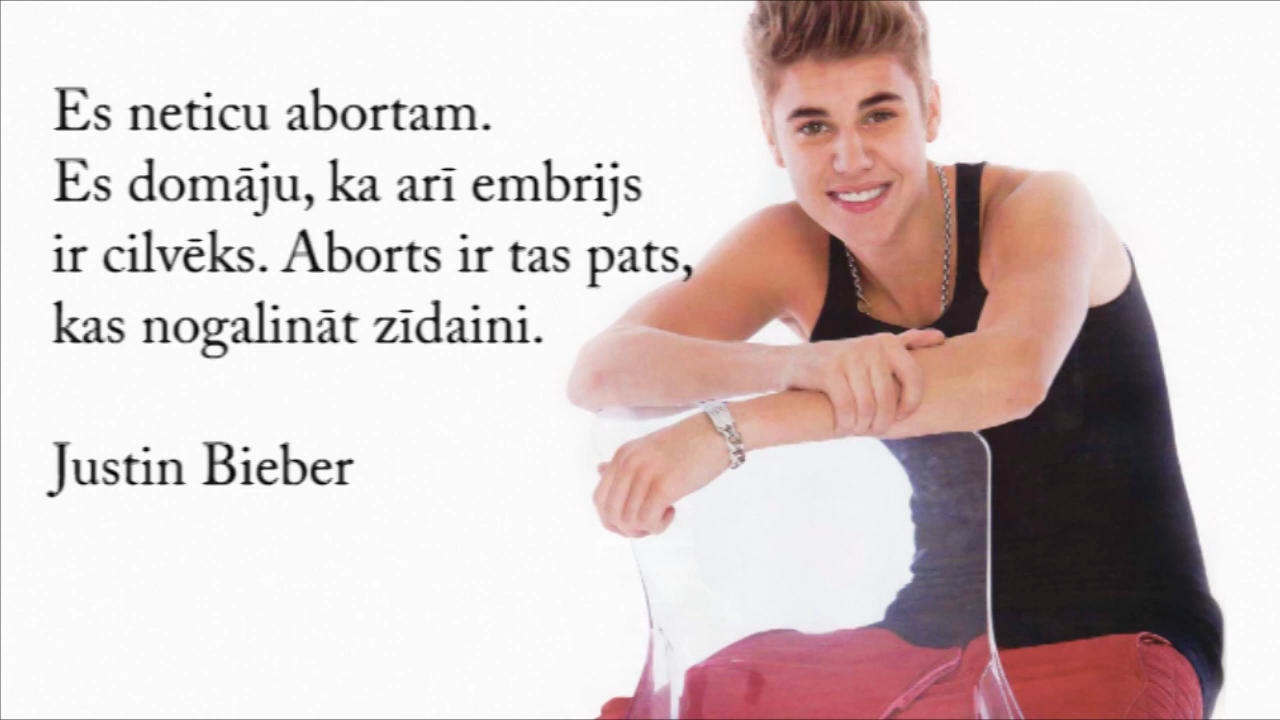 Es neticu abortam.
Es domāju, ka arī embrijs
ir cilvēks. Aborts ir tas pats,
kas nogalināt zīdaini.
Justin Bieber